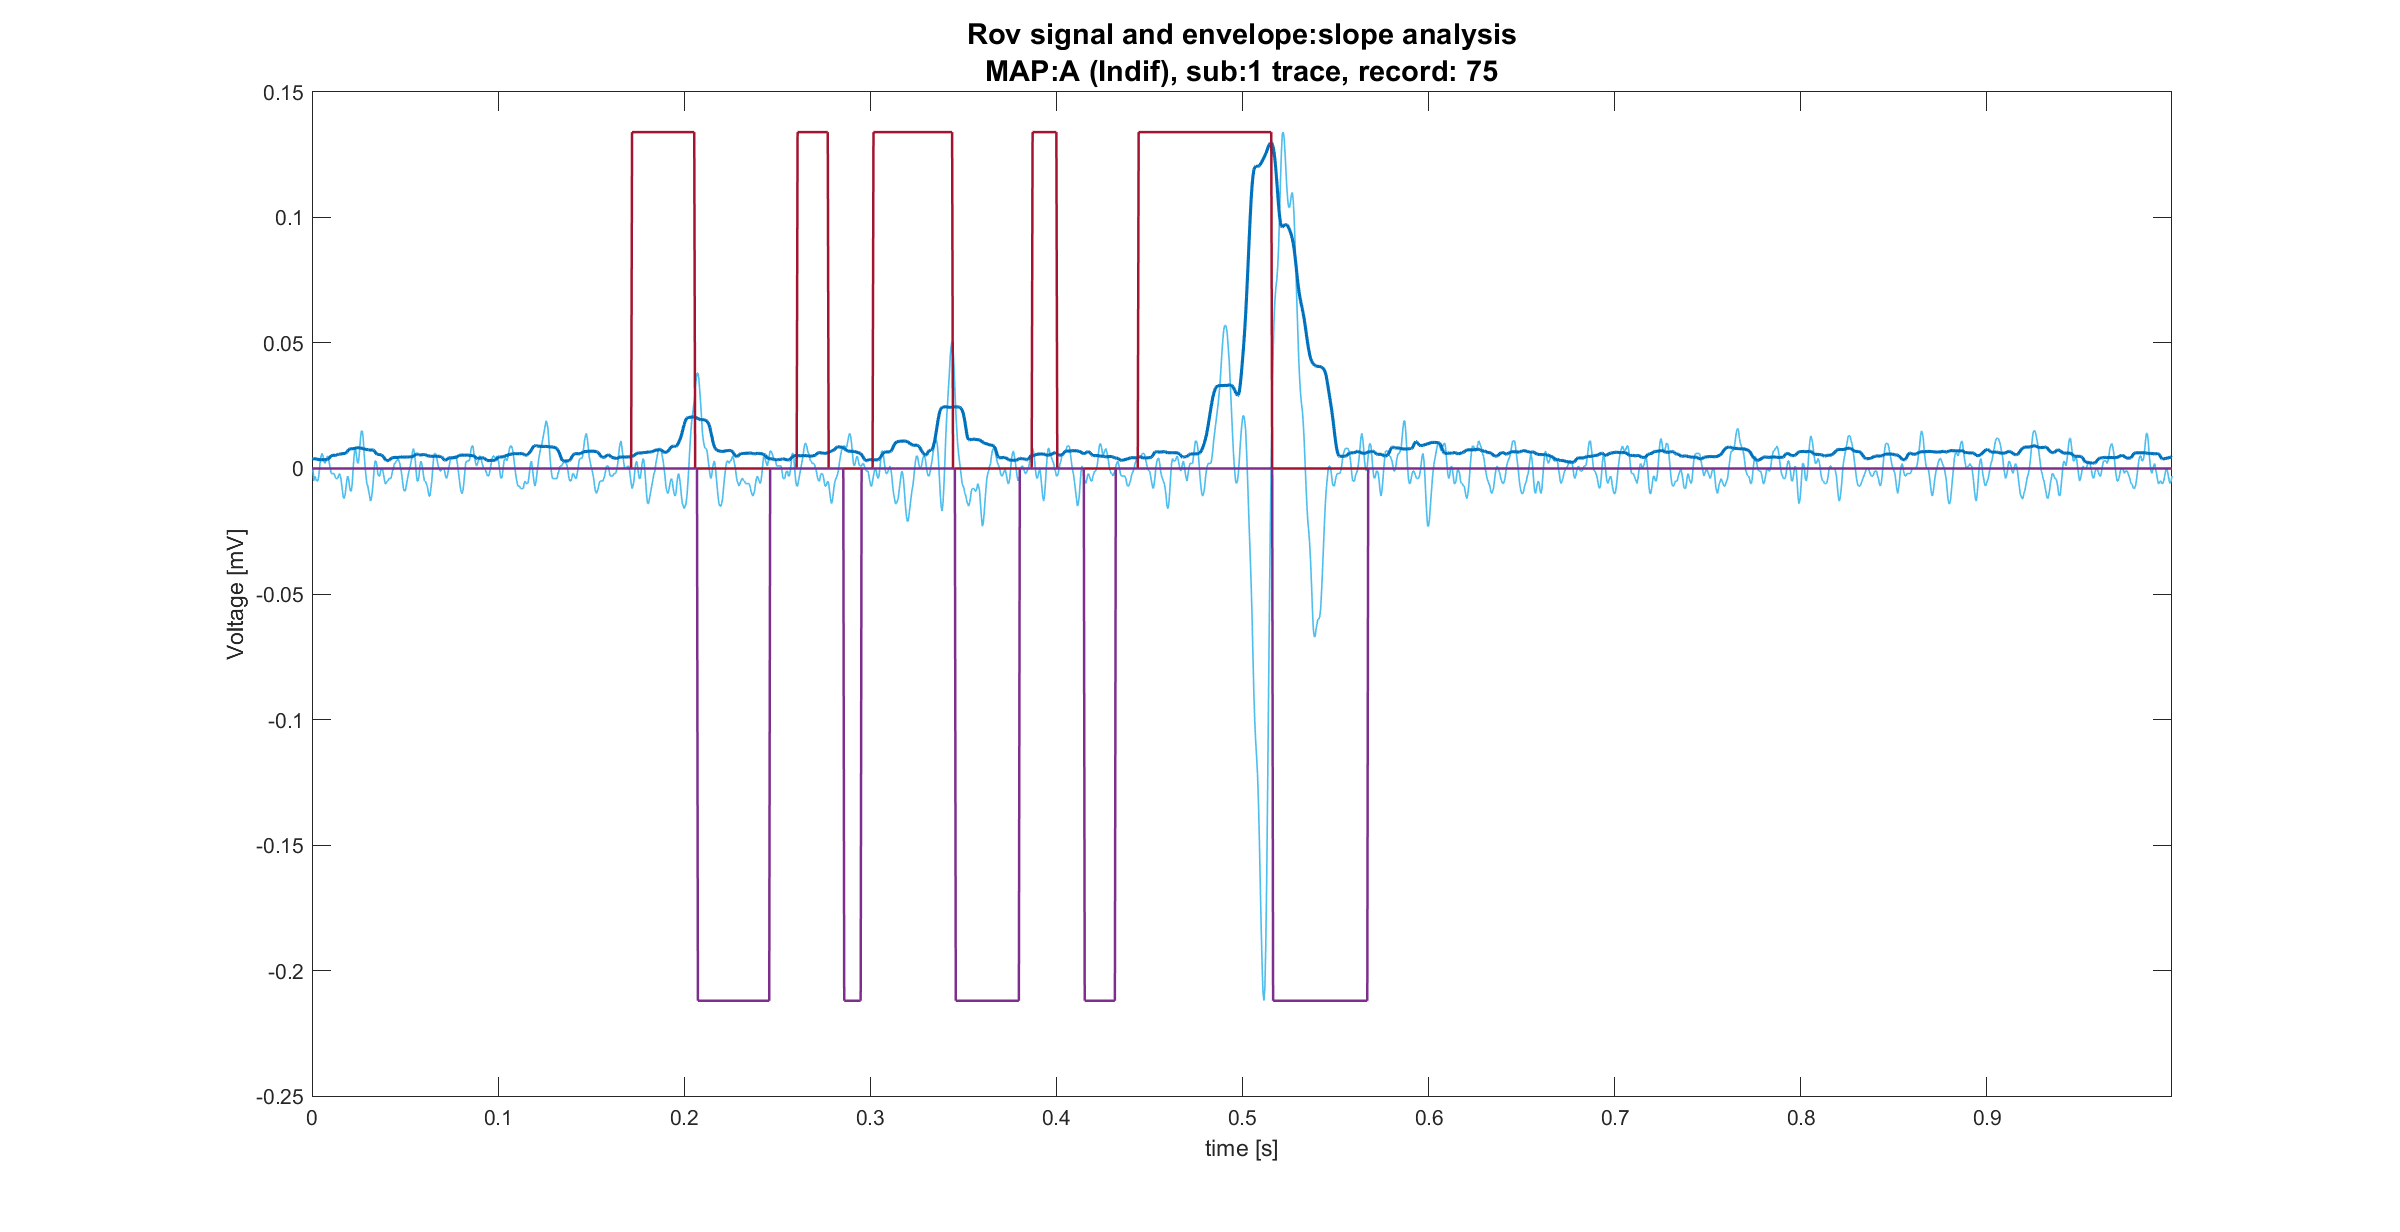 Rov signal and envelope:slope analysis
MAP:A (Indif), sub:1 trace, record: 75
0.15
0.1
0.05
0
-0.05
-0.1
-0.15
-0.2
-0.25
Voltage [mV]
0 0.1 0.2 0.3 0.4 0.5 0.6 0.7 0.8 0.9
time [s]